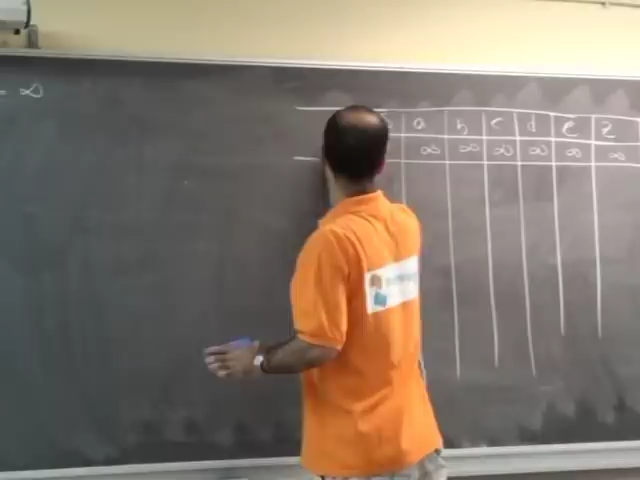 = ∞
a b c d e z
∞ ∞ ∞ ∞ ∞ ∞